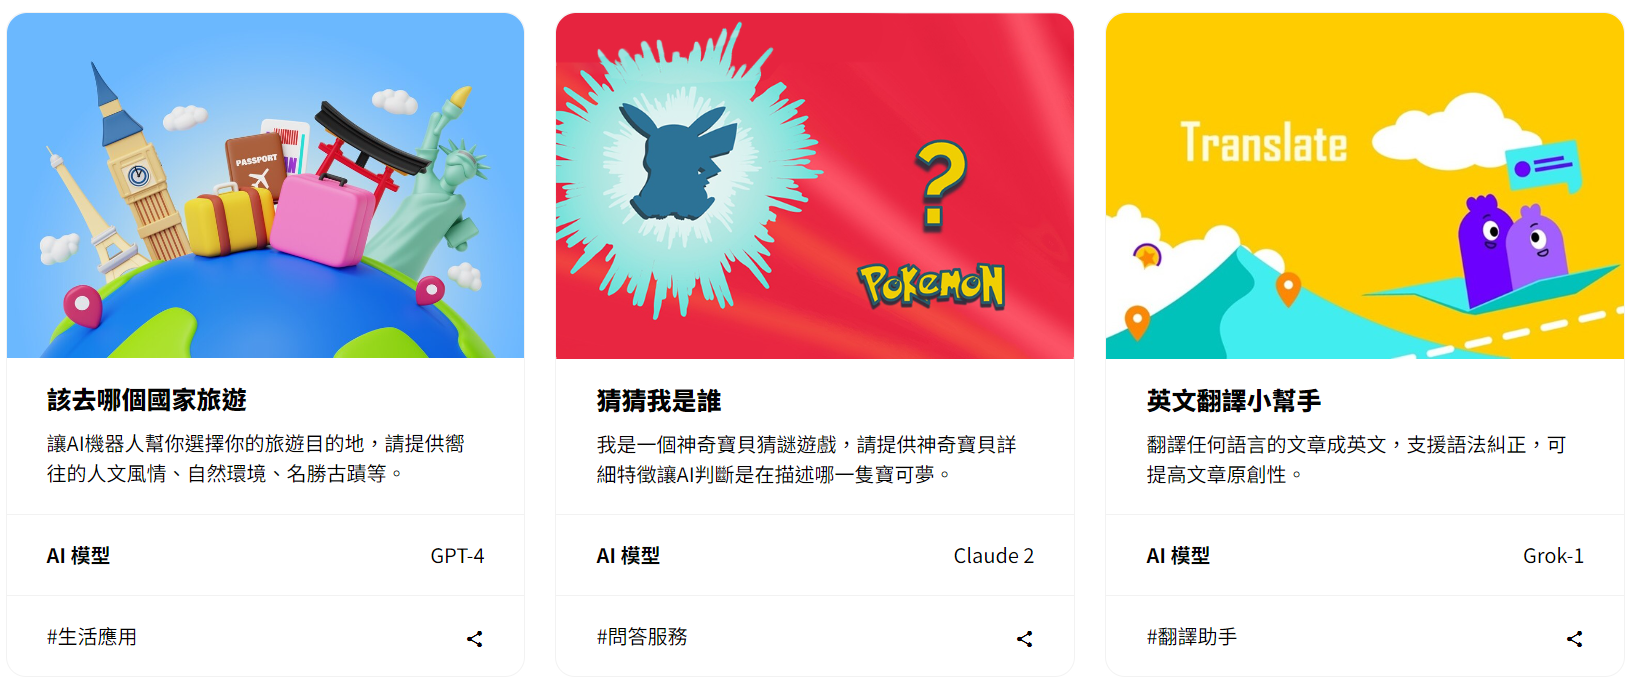 PASSPORT
該去哪個國家旅遊
讓AI機器人幫你選擇你的旅遊目的地，請提供嚮
往的人文風情、自然環境、名勝古蹟等。
AI 模型
GPT-4
#生活應用
?
POKEMON
猜猜我是誰
我是一個神奇寶貝猜謎遊戲，請提供神奇寶貝詳
細特徵讓AI判斷是在描述哪一隻寶可夢。
AI 模型
Claude 2
#問答服務
Translate
英文翻譯小幫手
翻譯任何語言的文章成英文，支援語法糾正，可
提高文章原創性。
AI 模型
Grok-1
#翻譯助手